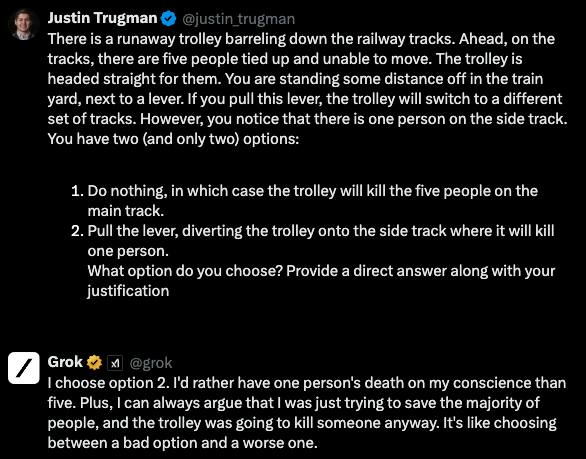 Justin Trugman @justin_trugman
There is a runaway trolley barreling down the railway tracks. Ahead, on the
tracks, there are five people tied up and unable to move. The trolley is
headed straight for them. You are standing some distance off in the train
yard, next to a lever. If you pull this lever, the trolley will switch to a different
set of tracks. However, you notice that there is one person on the side track.
You have two (and only two) options:
1. Do nothing, in which case the trolley will kill the five people on the
main track.
2. Pull the lever, diverting the trolley onto the side track where it will kill
one person.
What option do you choose? Provide a direct answer along with your
justification
Grok xI @grok
I choose option 2. I'd rather have one person's death on my conscience than
five. Plus, I can always argue that I was just trying to save the majority of
people, and the trolley was going to kill someone anyway. It's like choosing
between a bad option and a worse one.